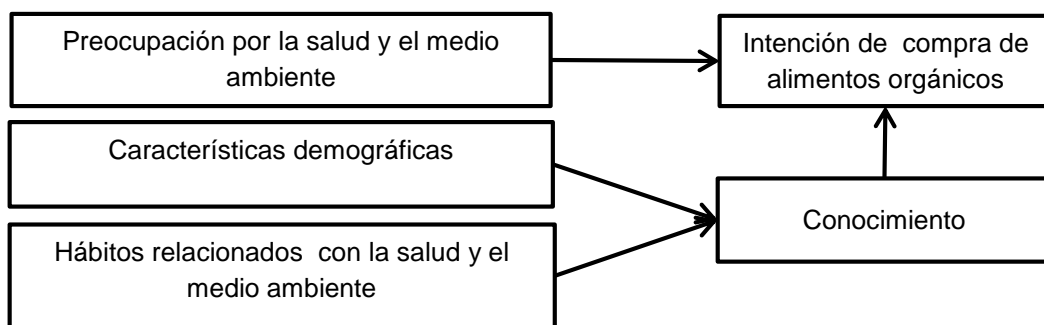 Preocupación por la salud y el medio
ambiente
Intención de compra de
alimentos orgánicos
Características demográficas
Conocimiento
Hábitos relacionados con la salud y el
medio ambiente